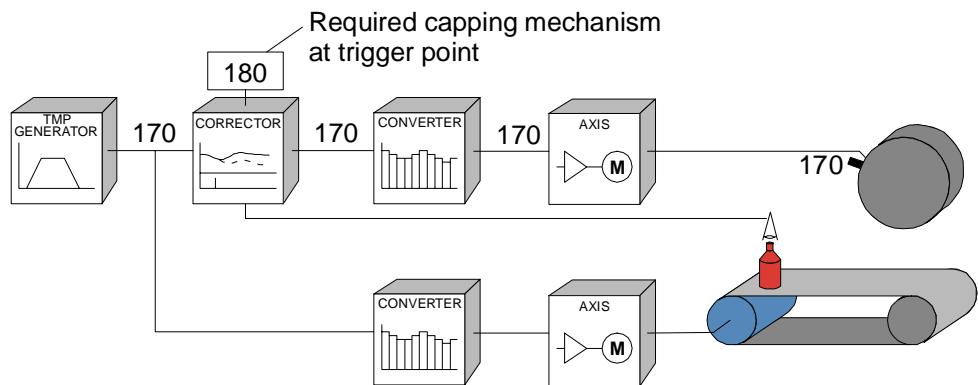 Required capping mechanism
at trigger point
180
TMP
GENERATOR
170
CORRECTOR
170
CONVERTER
170
AXIS
M
170
CONVERTER
AXIS
M